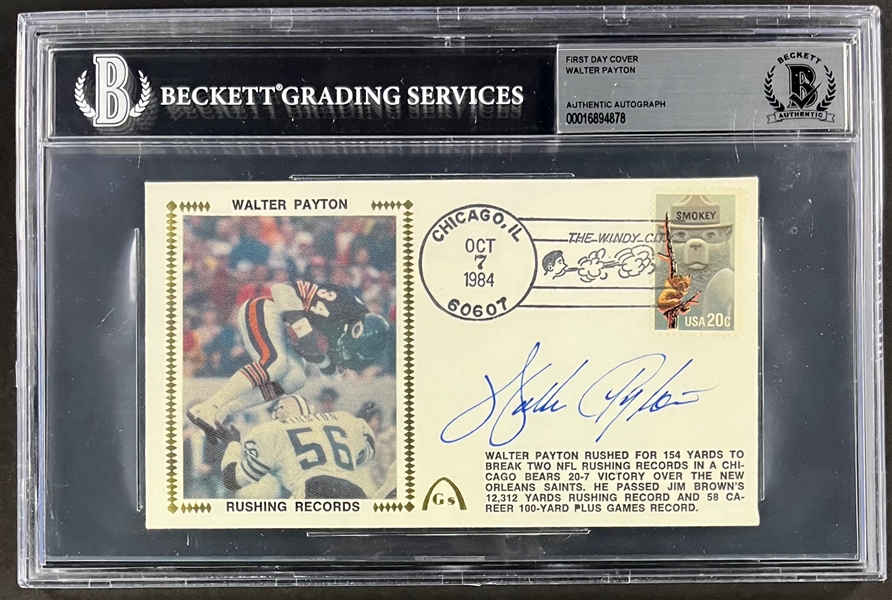 BECKETT® GRADING SERVICES
FIRST DAY COVER
WALTER PAYTON
AUTHENTIC AUTOGRAPH
00016894878
BECKETT
B
AUTHENTIC
B
WALTER PAYTON
34
WILSON
56
RUSHING RECORDS
CHICAGO, IL
OCT
7
1984
60607
THE WINDY CITY
SMOKEY
USA 20c
Walter Payton
WALTER PAYTON RUSHED FOR 154 YARDS TO
BREAK TWO NFL RUSHING RECORDS IN A CHI-
CAGO BEARS 20-7 VICTORY OVER THE NEW
ORLEANS SAINTS. HE PASSED JIM BROWN'S
12,312 YARDS RUSHING RECORD AND 58 CA-
REER 100-YARD PLUS GAMES RECORD.
Gs